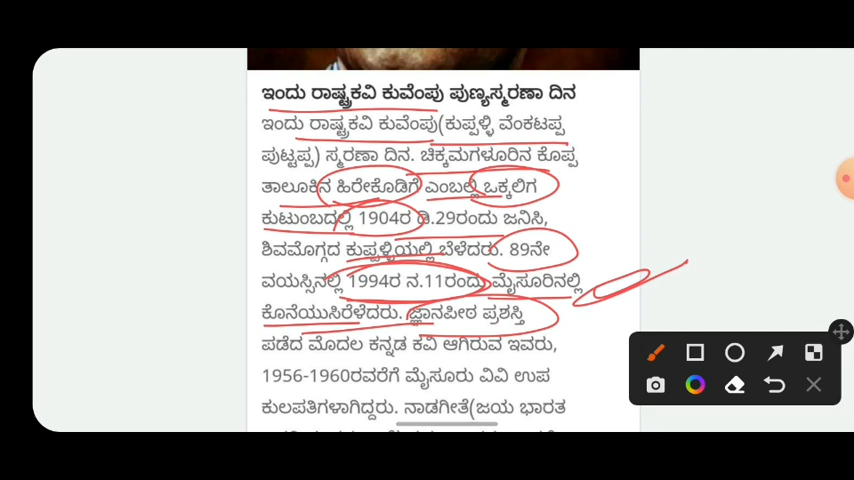 ಇಂದು ರಾಷ್ಟ್ರಕವಿ ಕುವೆಂಪು ಪುಣ್ಯಸ್ಮರಣಾ ದಿನ
ಇಂದು ರಾಷ್ಟ್ರಕವಿ ಕುವೆಂಪು(ಕುಪ್ಪಳ್ಳಿ ವೆಂಕಟಪ್ಪ
ಪುಟ್ಟಪ್ಪ) ಸ್ಮರಣಾ ದಿನ. ಚಿಕ್ಕಮಗಳೂರಿನ ಕೊಪ್ಪ
ತಾಲೂಕಿನ ಹಿರೇಕೊಡಿಗೆ ಎಂಬಲ್ಲಿ ಒಕ್ಕಲಿಗ
ಕುಟುಂಬದಲ್ಲಿ 1904ರ ಡಿ.29ರಂದು ಜನಿಸಿ,
ಶಿವಮೊಗ್ಗದ ಕುಪ್ಪಳ್ಳಿಯಲ್ಲಿ ಬೆಳೆದರು. 89ನೇ
ವಯಸ್ಸಿನಲ್ಲಿ 1994ರ ನ.11ರಂದು ಮೈಸೂರಿನಲ್ಲಿ
ಕೊನೆಯುಸಿರೆಳೆದರು. ಜ್ಞಾನಪೀಠ ಪ್ರಶಸ್ತಿ
ಪಡೆದ ಮೊದಲ ಕನ್ನಡ ಕವಿ ಆಗಿರುವ ಇವರು,
1956-1960ರವರೆಗೆ ಮೈಸೂರು ವಿವಿ ಉಪ
ಕುಲಪತಿಗಳಾಗಿದ್ದರು. ನಾಡಗೀತೆ(ಜಯ ಭಾರತ